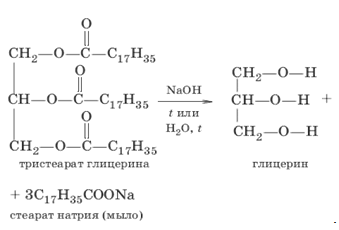 O
CH₂—O—C—C₁₇H₃₅
O
CH—O—C—C₁₇H₃₅
O
CH₂—O—C—C₁₇H₃₅
тристеарат глицерина
NaOH
t или
H₂O, t
CH₂—O—H
CH—O—H +
CH₂—O—H
глицерин
+ 3C₁₇H₃₅COONa
стеарат натрия (мыло)